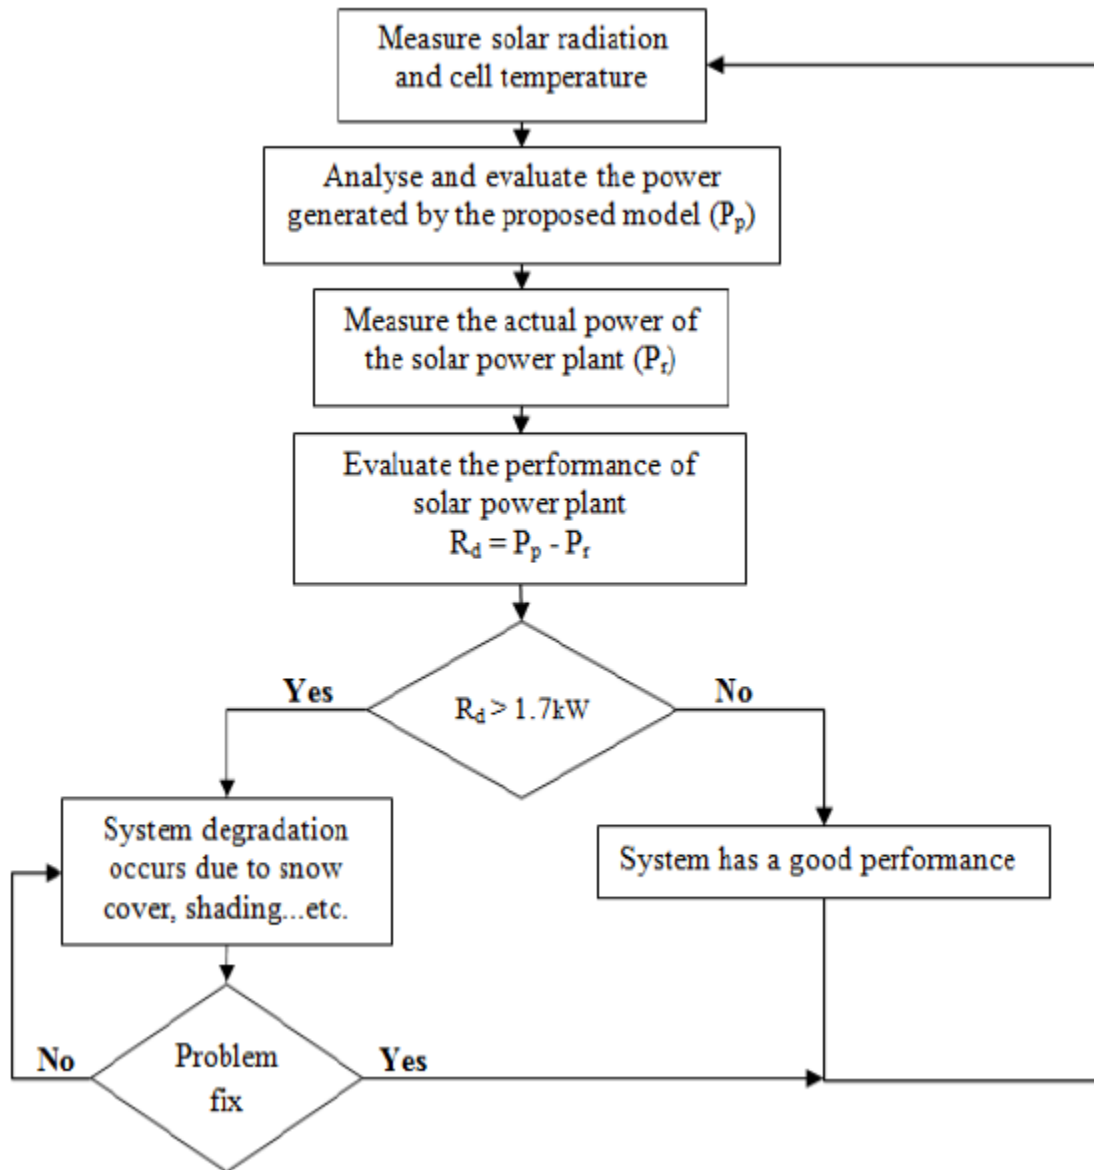 Measure solar radiation
and cell temperature
Analyse and evaluate the power
generated by the proposed model (Pₚ)
Measure the actual power of
the solar power plant (Pᵣ)
Evaluate the performance of
solar power plant
R_d = Pₚ - Pᵣ
Yes
R_d > 1.7kW
No
System degradation
occurs due to snow
cover, shading...etc.
System has a good performance
No
Problem
fix
Yes